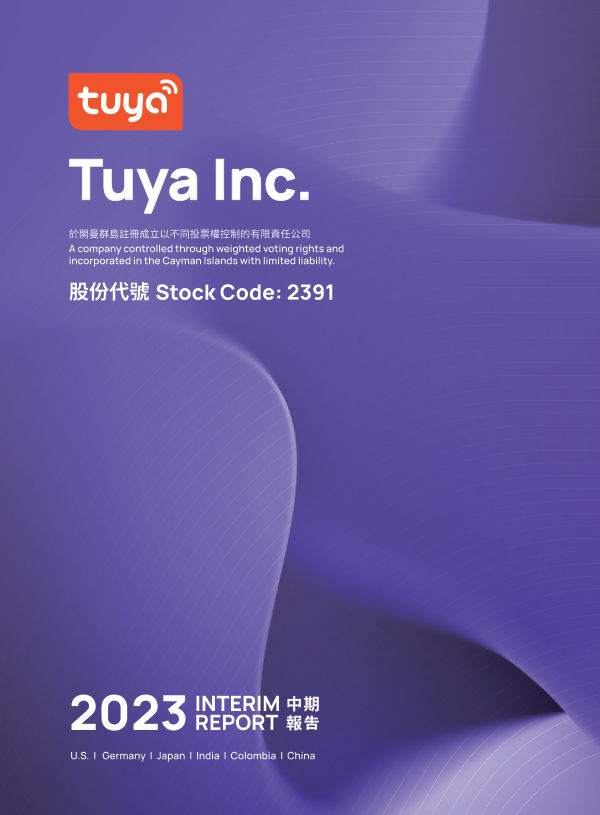 tuya
Tuya Inc.
於開曼群島註冊成立以不同投票權控制的有限責任公司
A company controlled through weighted voting rights and
incorporated in the Cayman Islands with limited liability.
股份代號 Stock Code: 2391
2023 INTERIM 中期
REPORT 報告
U.S. I Germany I Japan I India I Colombia I China